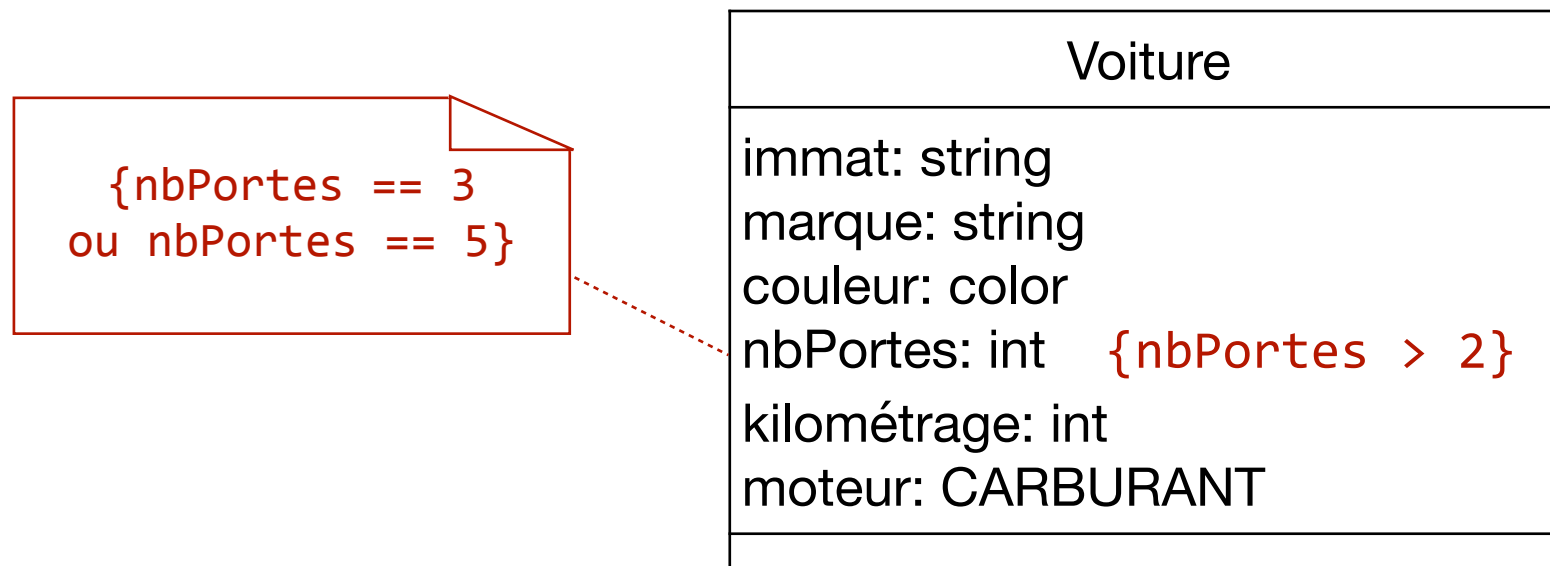 {nbPortes == 3
ou nbPortes == 5}
Voiture
immat: string
marque: string
couleur: color
nbPortes: int {nbPortes > 2}
kilométrage: int
moteur: CARBURANT